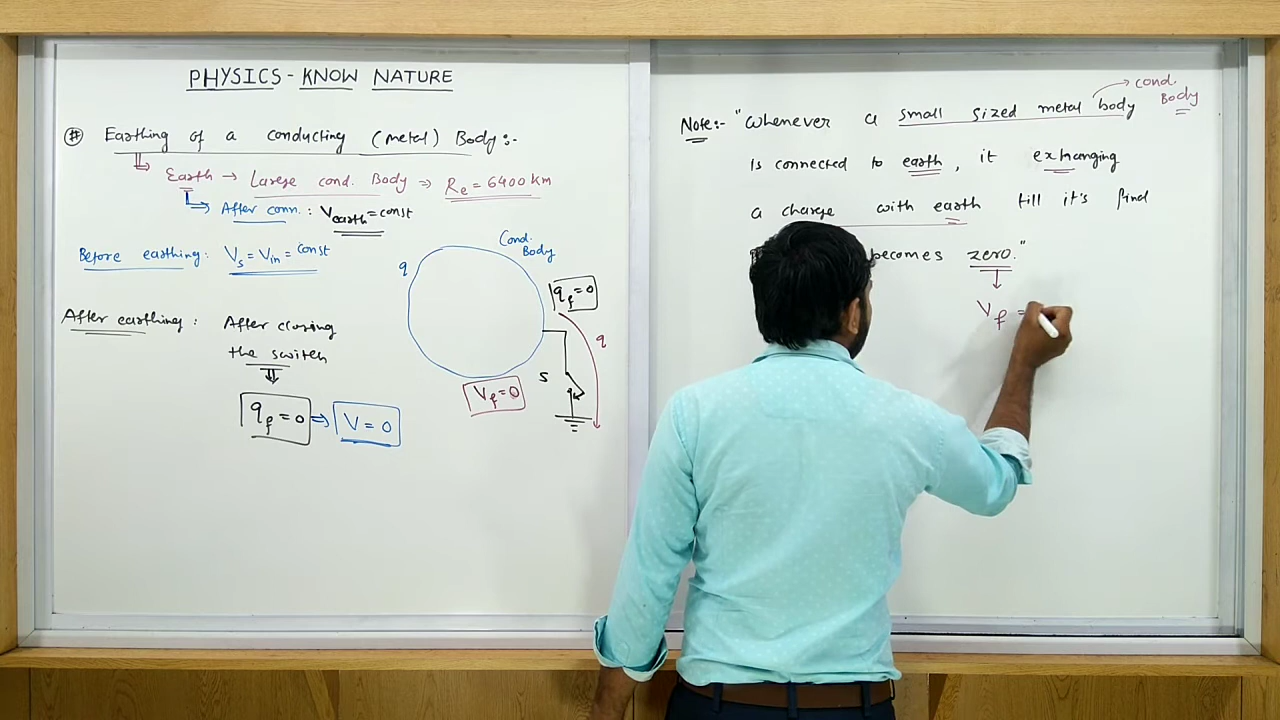 PHYSICS - KNOW NATURE
# Earthing of a conducting (metal) Body :-
Earth → Larege cond. Body ⇒ Re = 6400 km
After conn. : Vearth = const
Before earthing : Vs = Vin = const
After earthing : After closing
the switch
qf = 0 ⇒ V = 0
q
Cond.
Body
qf = 0
q
S
Vf = 0
Note:- "Whenever a small sized metal body → cond.
Body
Is connected to earth, it exhanging
a charge with earth till it's find
becomes zero."
Vf =